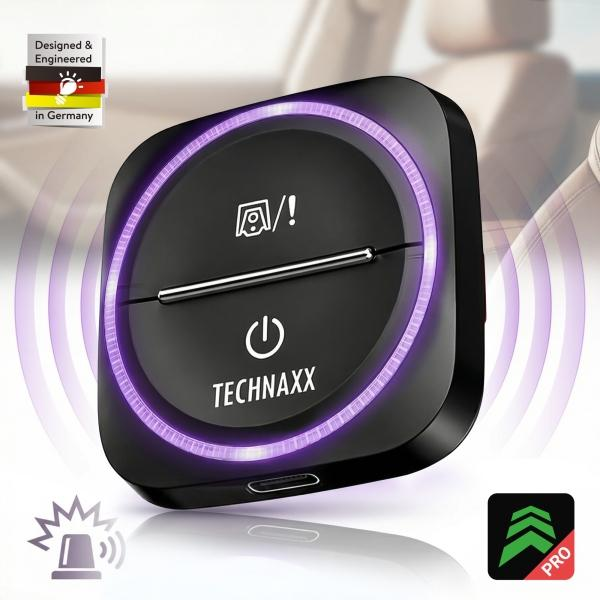 Designed &
Engineered
in Germany
/!
TECHNAXX
PRO